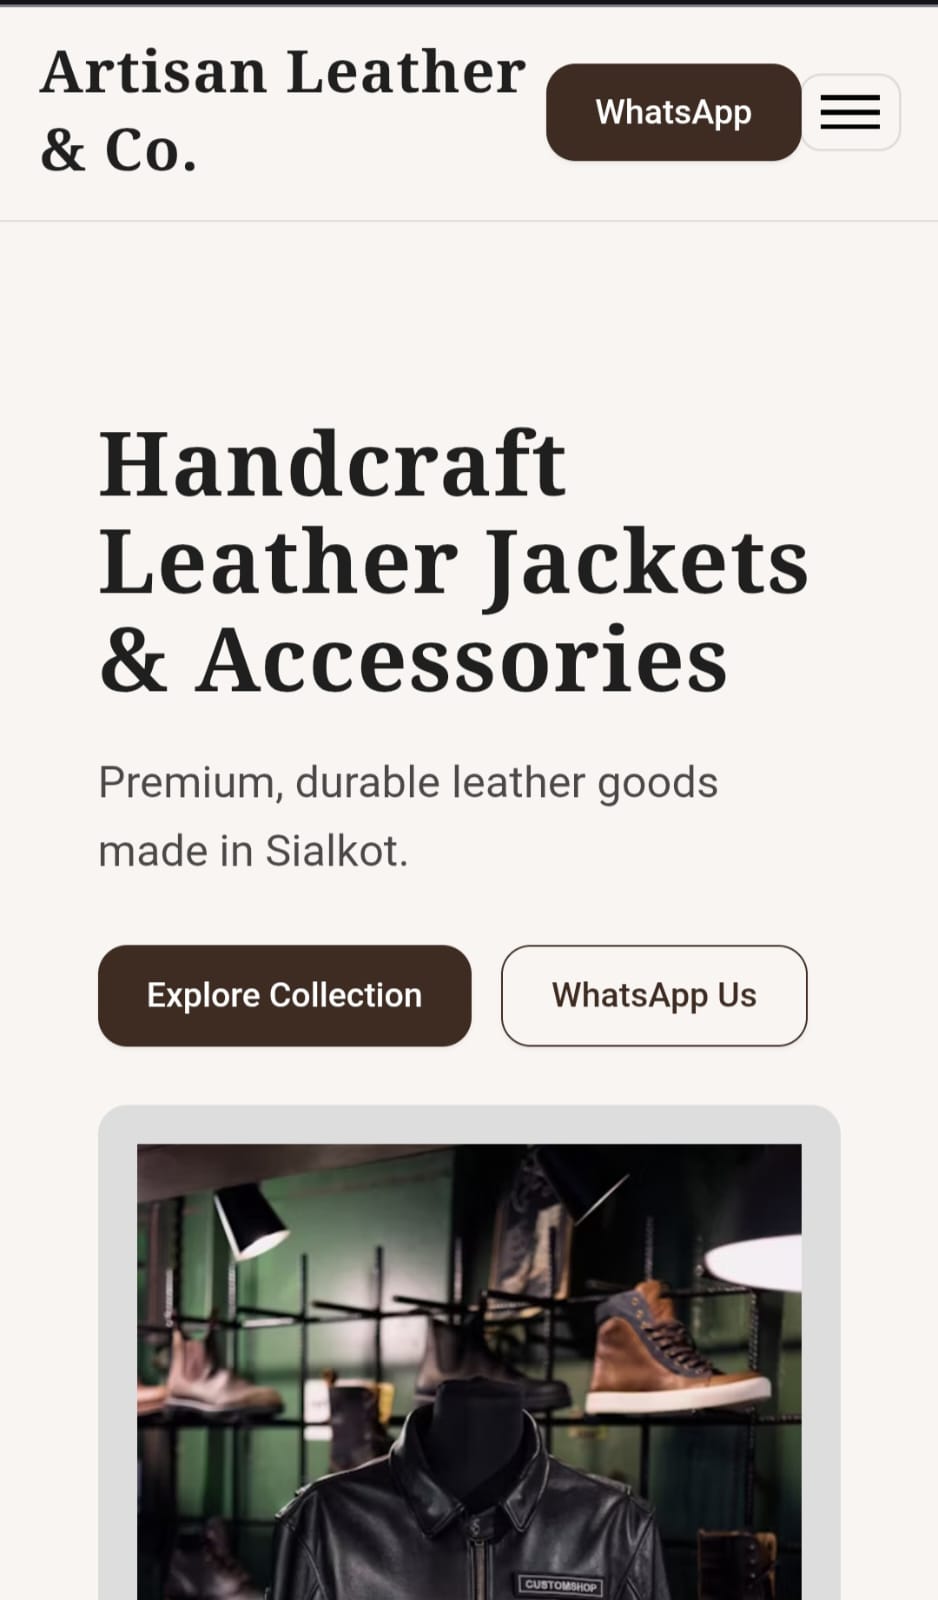 Artisan Leather
& Co.
WhatsApp
Handcraft
Leather Jackets
& Accessories
Premium, durable leather goods
made in Sialkot.
Explore Collection
WhatsApp Us
CUSTOMSHOP